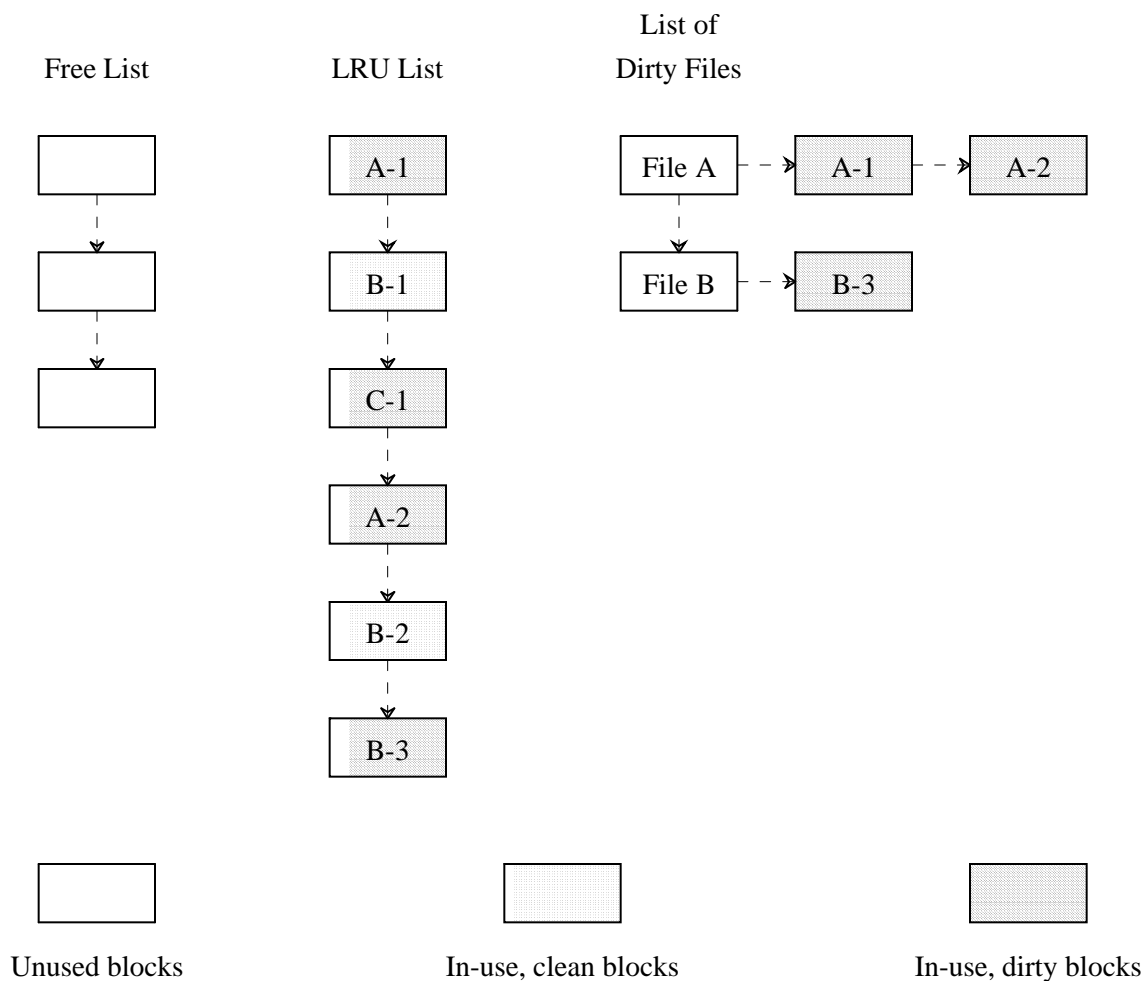 List of
Free List LRU List Dirty Files
A-1 File A A-1 A-2
B-1 File B B-3
C-1
A-2
B-2
B-3
Unused blocks In-use, clean blocks In-use, dirty blocks